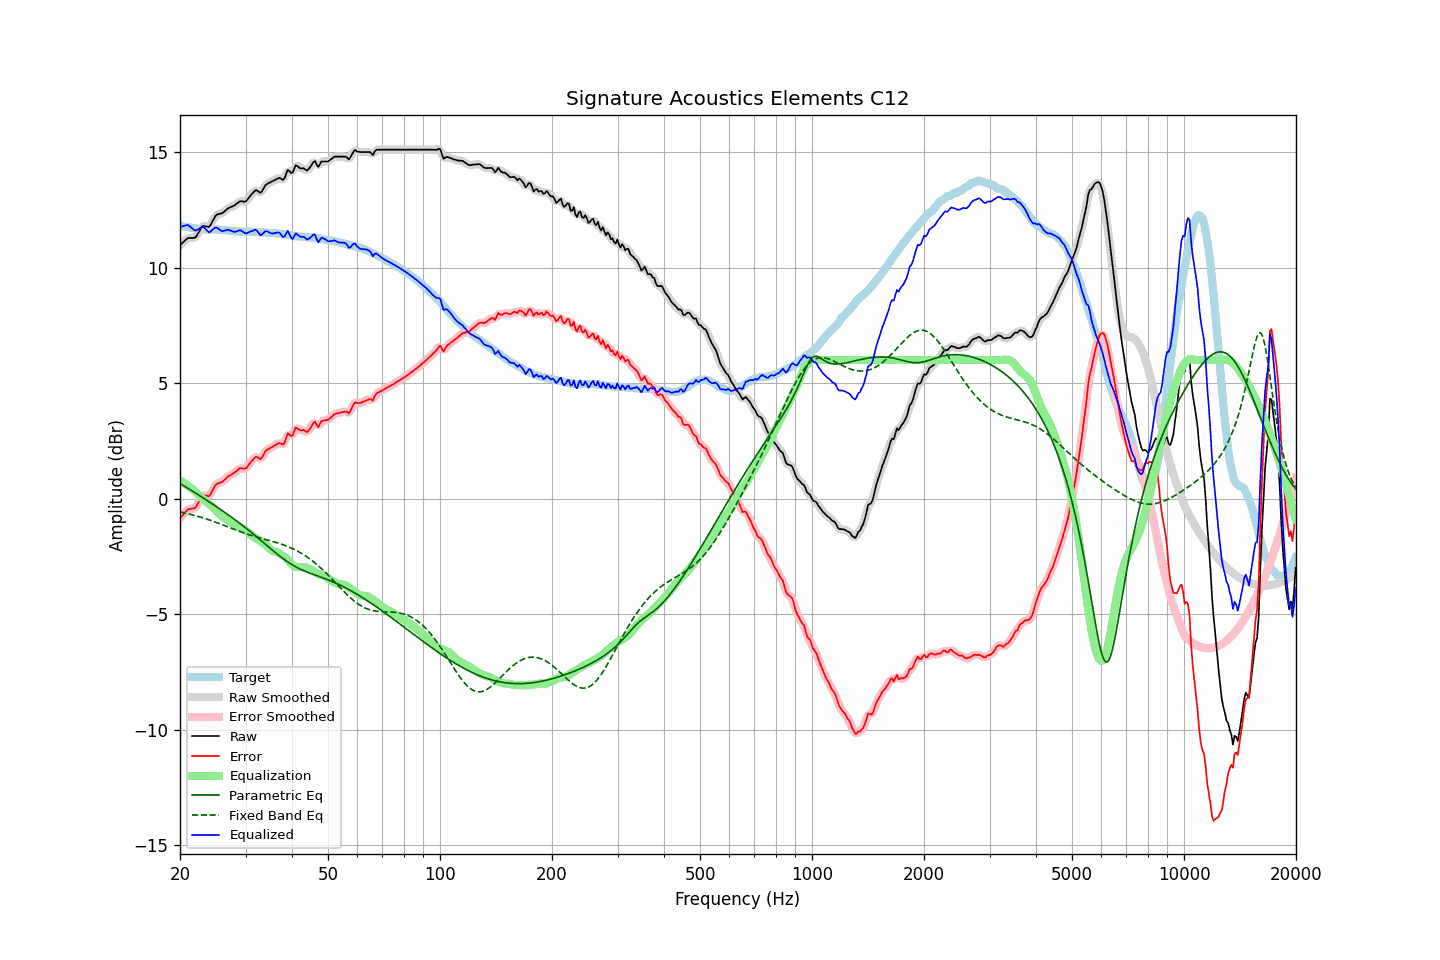 Signature Acoustics Elements C12
Amplitude (dBr)
15
10
5
0
−5
−10
−15
Target
Raw Smoothed
Error Smoothed
Raw
Error
Equalization
Parametric Eq
Fixed Band Eq
Equalized
20 50 100 200 500 1000 2000 5000 10000 20000
Frequency (Hz)